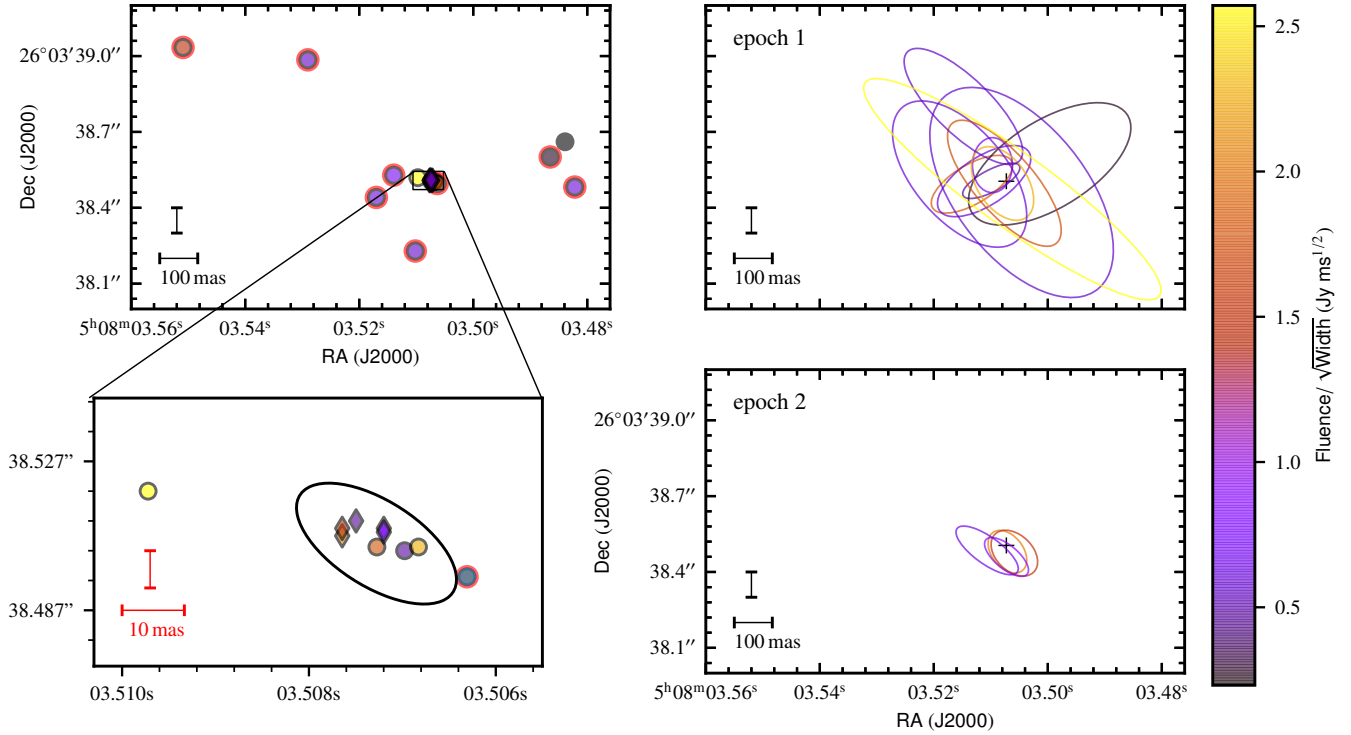 26°03′39.0′′
38.7′′
38.4′′
38.1′′
Dec (J2000)
100 mas
5ʰ08ᵐ03.56ˢ
03.54ˢ
03.52ˢ
03.50ˢ
03.48ˢ
RA (J2000)
38.527”
38.487”
10 mas
03.510s
03.508s
03.506s
RA (J2000)
epoch 1
100 mas
epoch 2
26°03′39.0′′
38.7′′
38.4′′
38.1′′
Dec (J2000)
100 mas
5ʰ08ᵐ03.56ˢ
03.54ˢ
03.52ˢ
03.50ˢ
03.48ˢ
RA (J2000)
2.5
2.0
1.5
1.0
0.5
Fluence/ √Width (Jy ms^1/2)